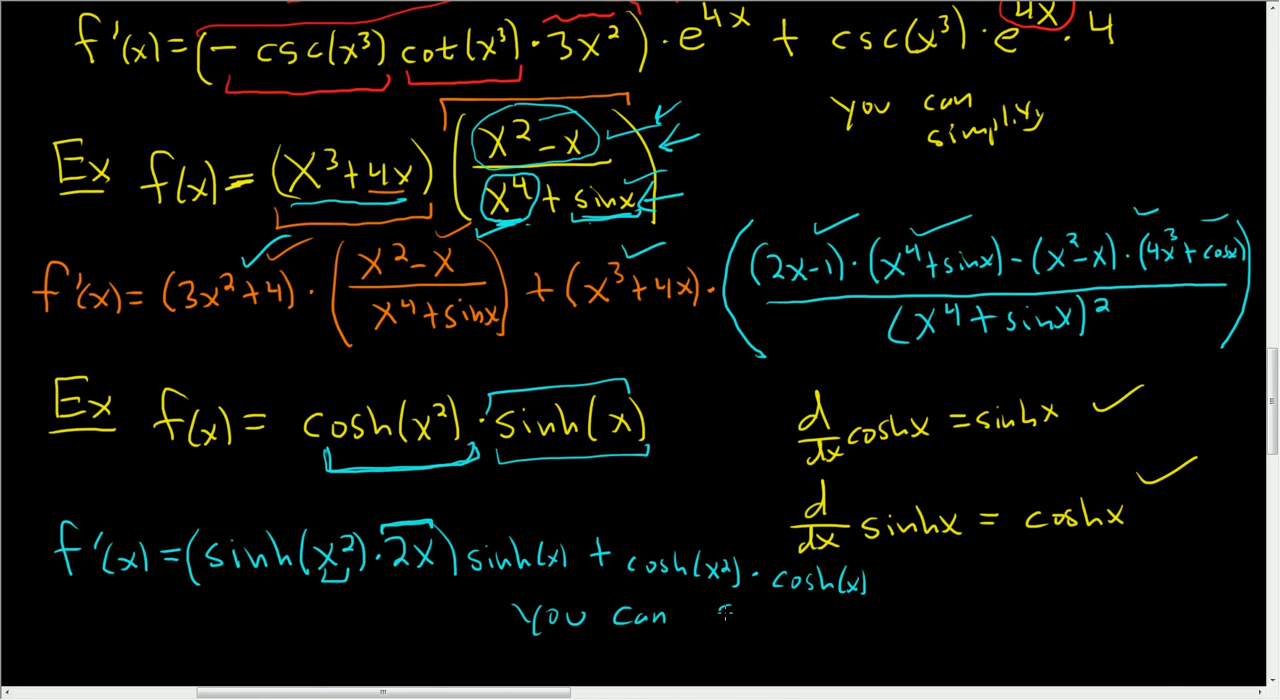 f'(x) = (- csc(x³) cot(x³) · 3x²) · e^4x + csc(x³) · e^4x · 4
you can
simplify
Ex f(x) = (x³+4x) ((x²-x)/(x⁴+sinx))
f'(x) = (3x²+4) · ((x²-x)/(x⁴+sinx)) + (x³+4x) · (((2x-1)·(x⁴+sinx)-(x²-x)·(4x³+cosx))/(x⁴+sinx)²)
Ex f(x) = cosh(x²) · sinh(x)
d/dx coshx = sinhx
d/dx sinhx = coshx
f'(x) = (sinh(x²)·2x) sinh(x) + cosh(x²) · cosh(x)
You can